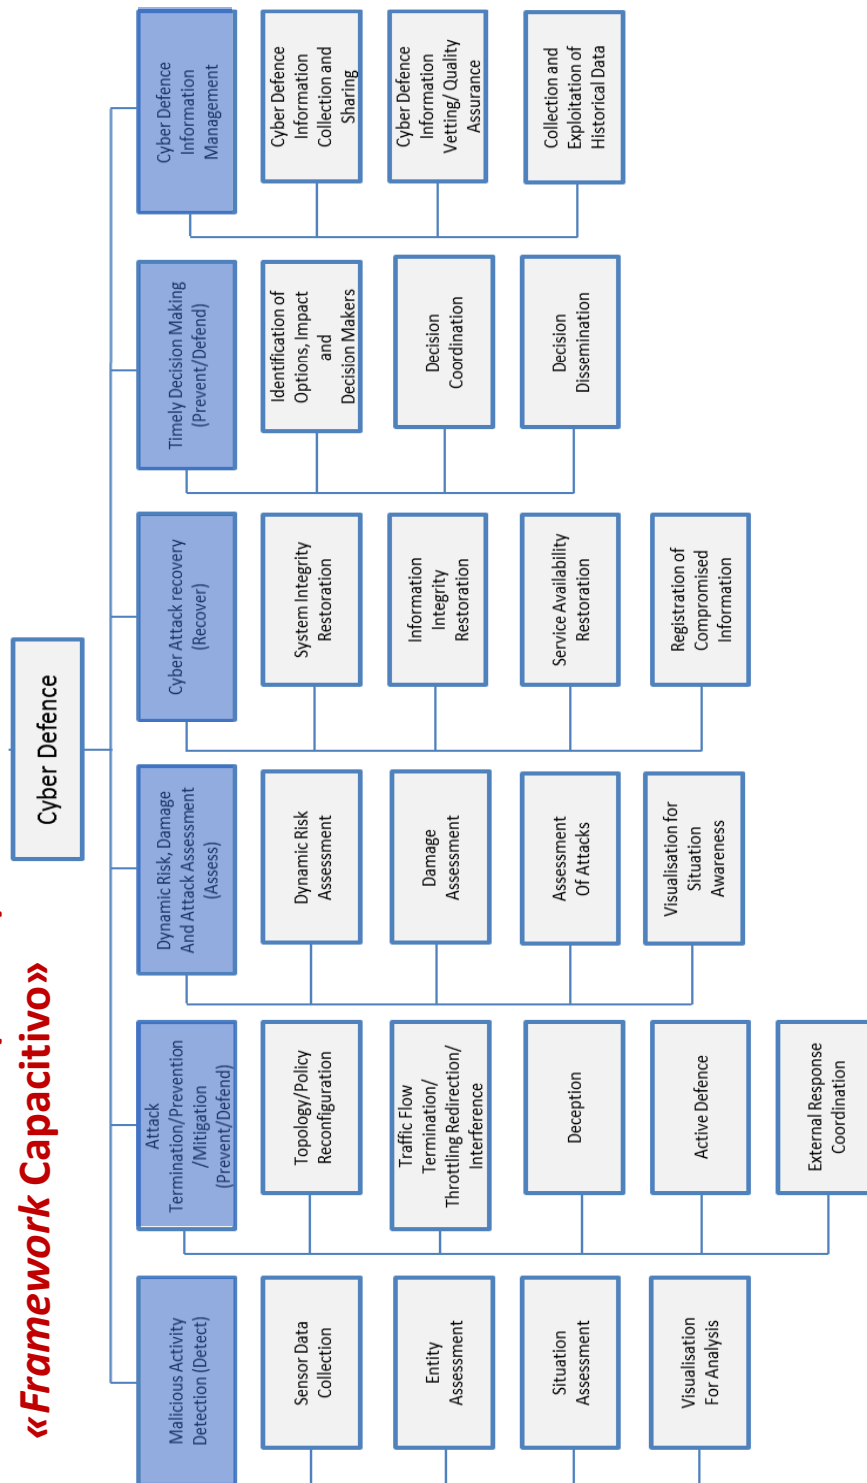 «Framework Capacitivo»
Cyber Defence
Malicious Activity
Detection (Detect)
Sensor Data
Collection
Entity
Assessment
Situation
Assessment
Visualisation
For Analysis
Attack
Termination/Prevention
/Mitigation
(Prevent/Defend)
Topology/Policy
Reconfiguration
Traffic Flow
Termination/
Throttling Redirection/
Interference
Deception
Active Defence
External Response
Coordination
Dynamic Risk, Damage
And Attack Assessment
(Assess)
Dynamic Risk
Assessment
Damage
Assessment
Assessment
Of Attacks
Visualisation for
Situation
Awareness
Cyber Attack recovery
(Recover)
System Integrity
Restoration
Information
Integrity
Restoration
Service Availability
Restoration
Registration of
Compromised
Information
Timely Decision Making
(Prevent/Defend)
Identification of
Options, Impact
and
Decision Makers
Decision
Coordination
Decision
Dissemination
Cyber Defence
Information
Management
Cyber Defence
Information
Collection and
Sharing
Cyber Defence
Information
Vetting/ Quality
Assurance
Collection and
Exploitation of
Historical Data